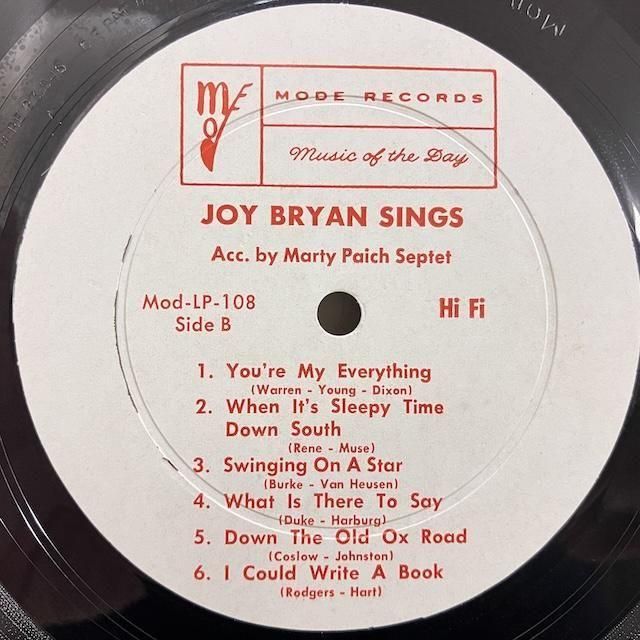 MODE
MODE RECORDS
Music of the Day
JOY BRYAN SINGS
Acc. by Marty Paich Septet
Mod-LP-108
Hi Fi
Side B
1. You're My Everything
(Warren - Young - Dixon)
2. When It's Sleepy Time
Down South
(Rene - Muse)
3. Swinging On A Star
(Burke - Van Heusen)
4. What Is There To Say
(Duke - Harburg)
5. Down The Old Ox Road
(Coslow - Johnston)
6. I Could Write A Book
(Rodgers - Hart)